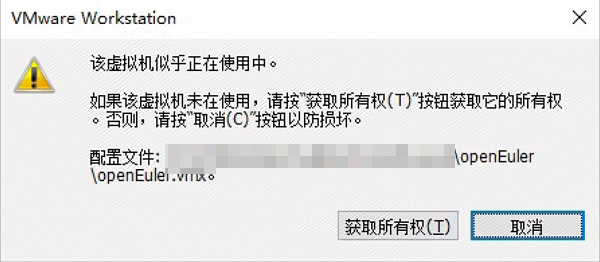 VMware Workstation
该虚拟机似乎正在使用中。
如果该虚拟机未在使用，请按“获取所有权(T)”按钮获取它的所有权
。否则，请按“取消(C)”按钮以防损坏。
配置文件: \openEuler
\openEuler.vmx。
获取所有权(T)
取消